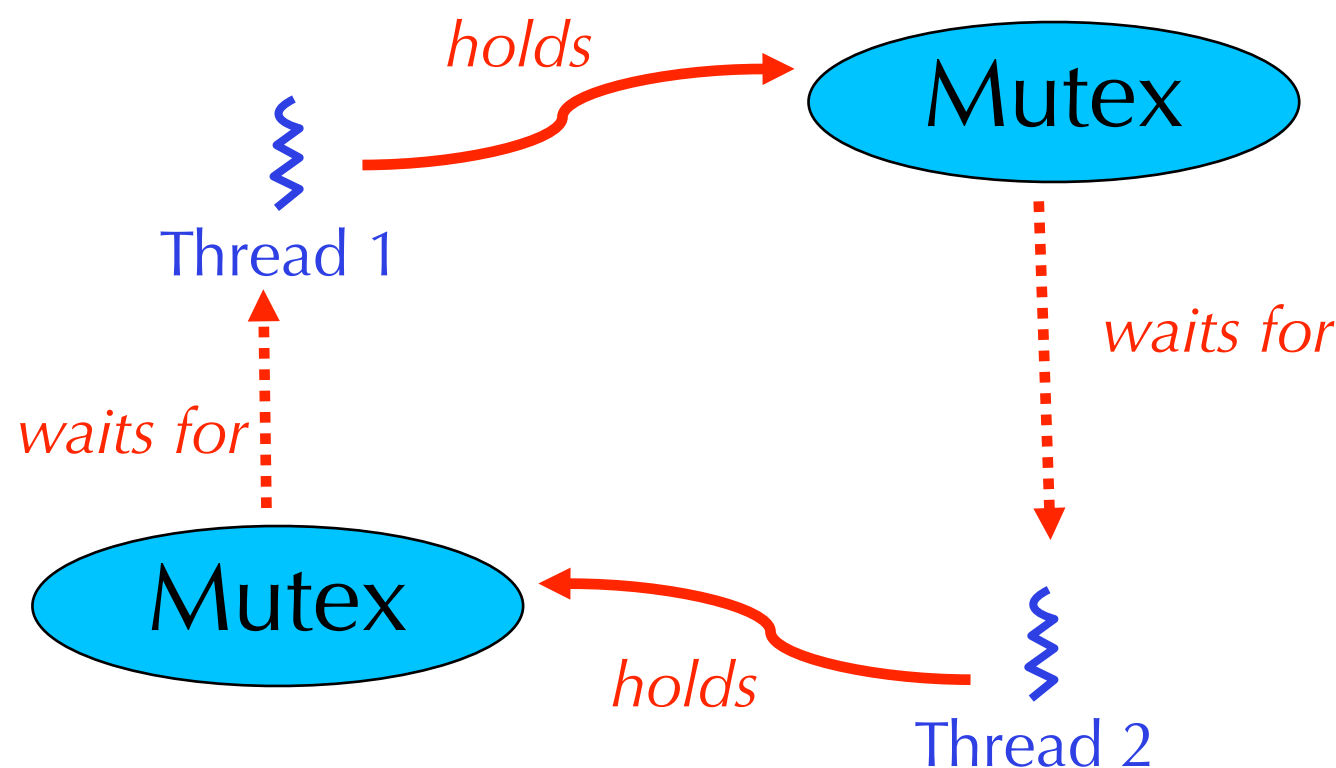 holds
Mutex
Thread 1
waits for
waits for
Mutex
holds
Thread 2